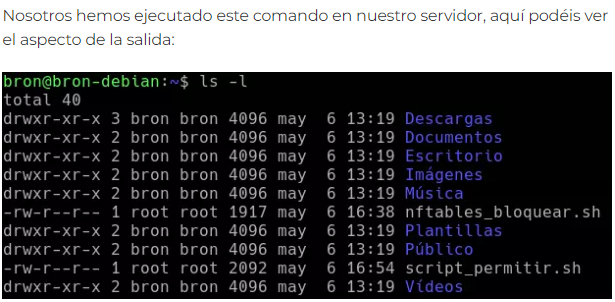 Nosotros hemos ejecutado este comando en nuestro servidor, aquí podéis ver
el aspecto de la salida:
bron@bron-debian:~$ ls -l
total 40
drwxr-xr-x 3 bron bron 4096 may  6 13:19 Descargas
drwxr-xr-x 2 bron bron 4096 may  6 13:19 Documentos
drwxr-xr-x 2 bron bron 4096 may  6 13:19 Escritorio
drwxr-xr-x 2 bron bron 4096 may  6 13:19 Imágenes
drwxr-xr-x 2 bron bron 4096 may  6 13:19 Música
-rw-r--r-- 1 root root 1917 may  6 16:38 nftables_bloquear.sh
drwxr-xr-x 2 bron bron 4096 may  6 13:19 Plantillas
drwxr-xr-x 2 bron bron 4096 may  6 13:19 Público
-rw-r--r-- 1 root root 2092 may  6 16:54 script_permitir.sh
drwxr-xr-x 2 bron bron 4096 may  6 13:19 Vídeos